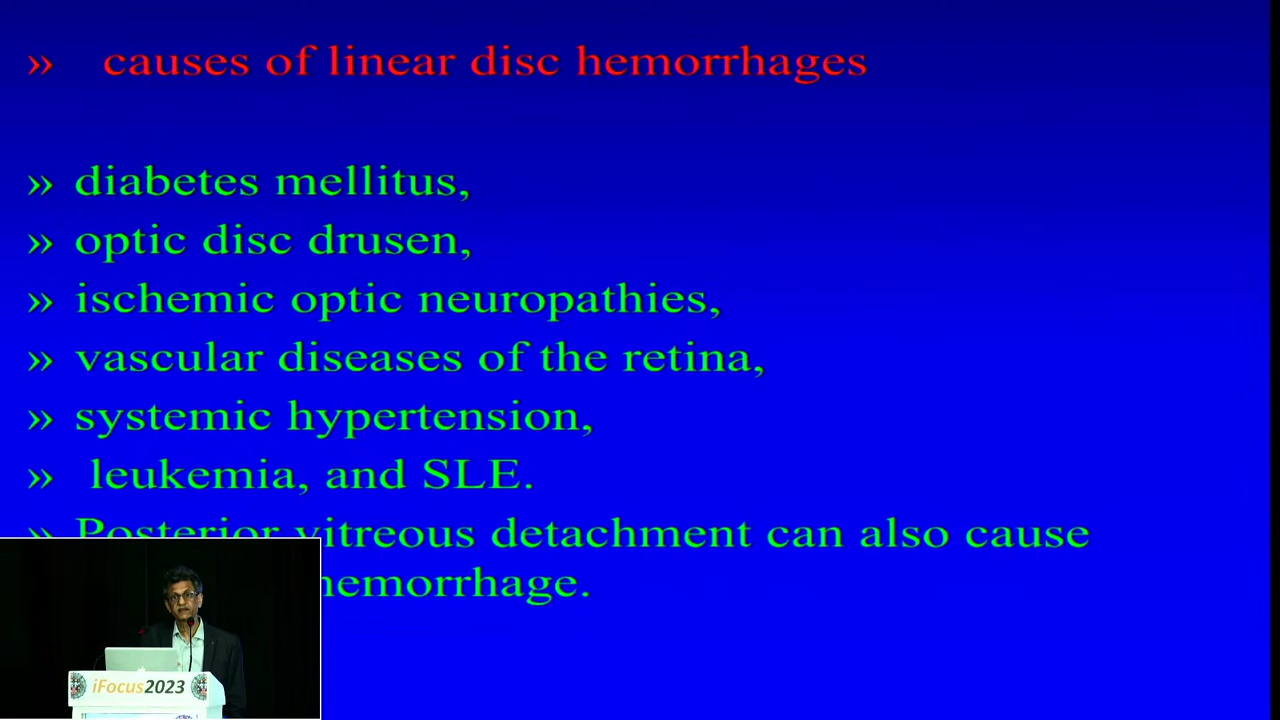 » causes of linear disc hemorrhages
» diabetes mellitus,
» optic disc drusen,
» ischemic optic neuropathies,
» vascular diseases of the retina,
» systemic hypertension,
» leukemia, and SLE.
» Posterior vitreous detachment can also cause
hemorrhage.
iFocus2023